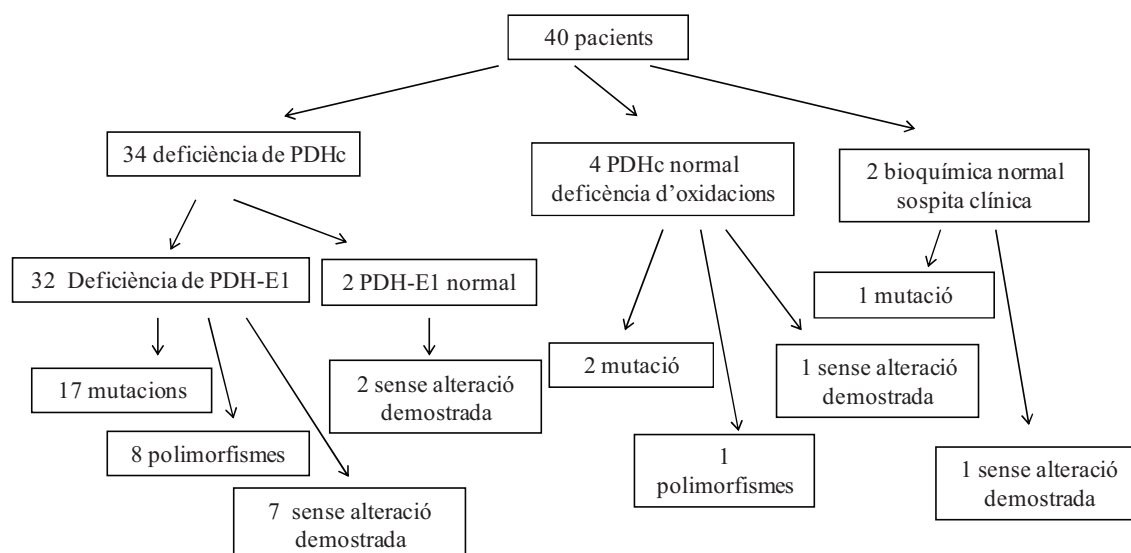 40 pacients
34 deficiència de PDHc
4 PDHc normal
deficència d’oxidacions
2 bioquímica normal
sospita clínica
32 Deficiència de PDH-E1
2 PDH-E1 normal
1 mutació
17 mutacions
2 sense alteració
demostrada
2 mutació
1 sense alteració
demostrada
8 polimorfismes
1
polimorfismes
1 sense alteració
demostrada
7 sense alteració
demostrada